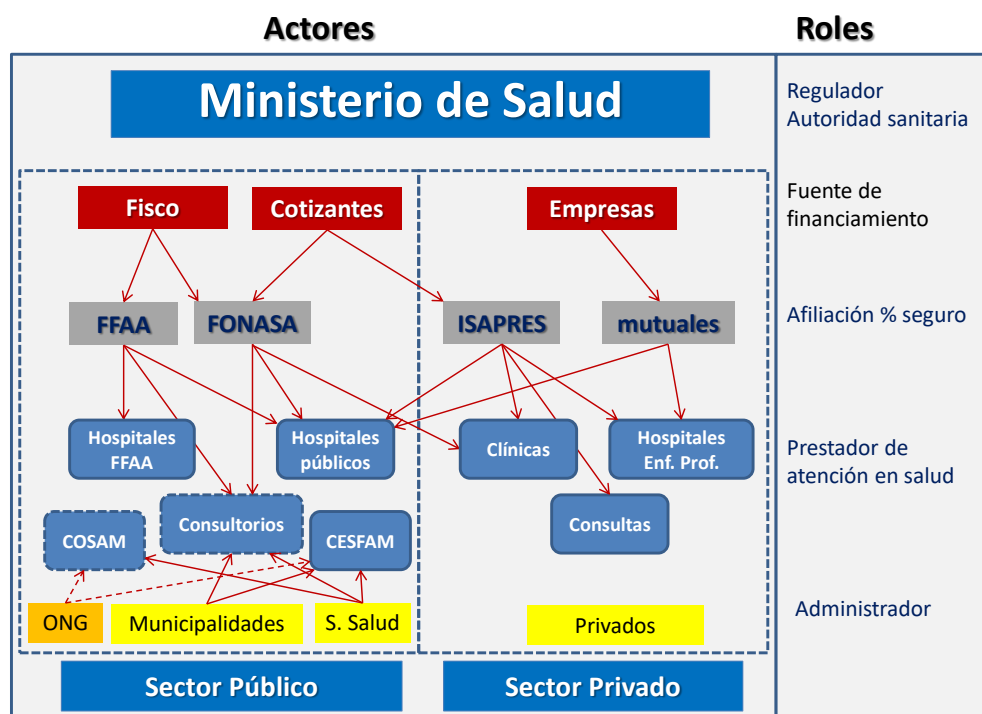 Actores
Roles
Ministerio de Salud
Regulador
Autoridad sanitaria
Fisco
Cotizantes
Empresas
Fuente de
financiamiento
FFAA
FONASA
ISAPRES
mutuales
Afiliación % seguro
Hospitales
FFAA
Hospitales
públicos
Clínicas
Hospitales
Enf. Prof.
Prestador de
atención en salud
COSAM
Consultorios
CESFAM
Consultas
ONG
Municipalidades
S. Salud
Privados
Administrador
Sector Público
Sector Privado